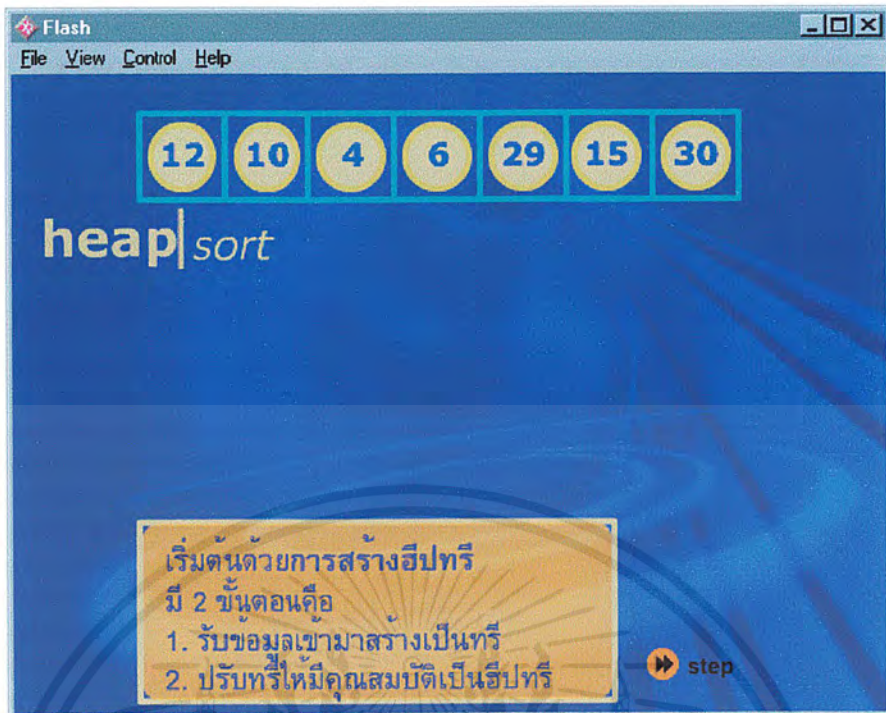 Flash
File View Control Help
12 10 4 6 29 15 30
heap sort
เริ่มต้นด้วยการสร้างฮีปทรี
มี 2 ขั้นตอนคือ
1. รับข้อมูลเข้ามาสร้างเป็นทรี
2. ปรับทรีให้มีคุณสมบัติเป็นฮีปทรี
step